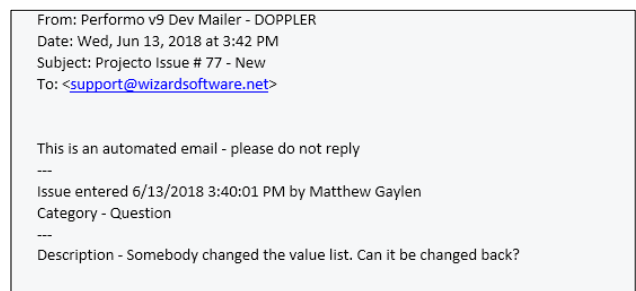 From: Performo v9 Dev Mailer - DOPPLER
Date: Wed, Jun 13, 2018 at 3:42 PM
Subject: Projecto Issue # 77 - New
To: <support@wizardsoftware.net>
This is an automated email - please do not reply
---
Issue entered 6/13/2018 3:40:01 PM by Matthew Gaylen
Category - Question
---
Description - Somebody changed the value list. Can it be changed back?